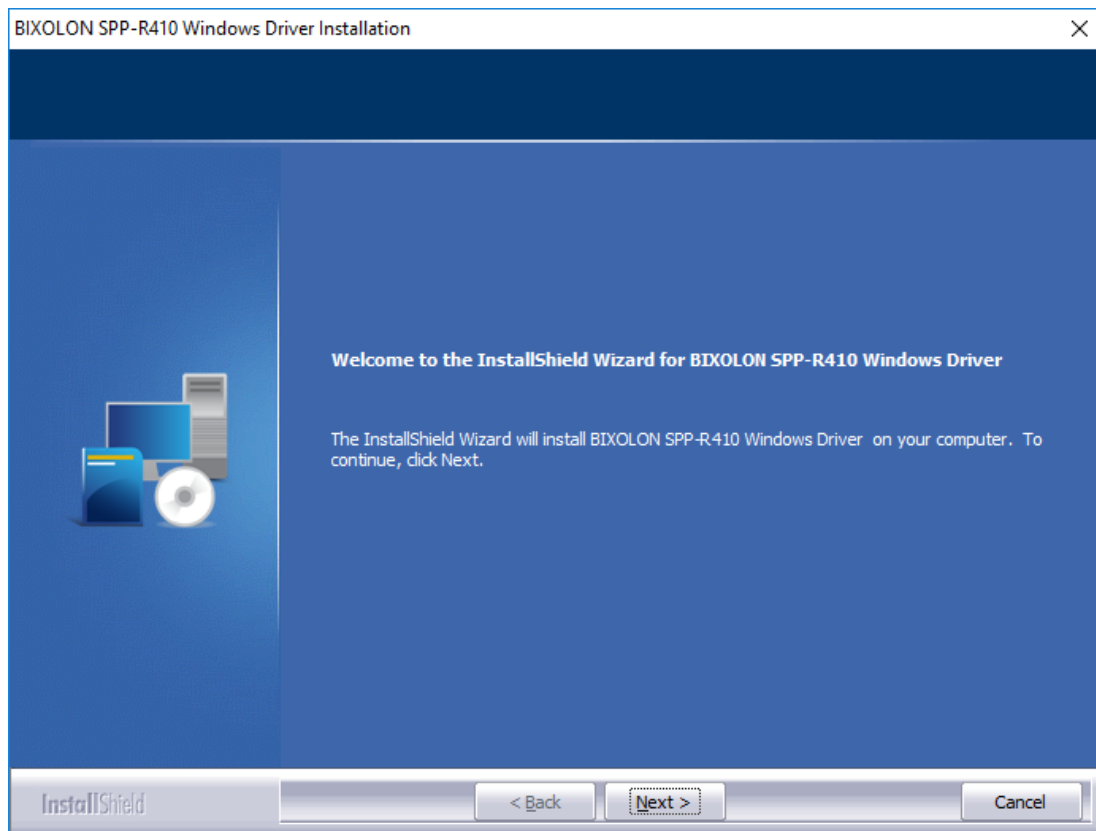 BIXOLON SPP-R410 Windows Driver Installation
Welcome to the InstallShield Wizard for BIXOLON SPP-R410 Windows Driver
The InstallShield Wizard will install BIXOLON SPP-R410 Windows Driver  on your computer.  To
continue, click Next.
InstallShield
< Back
Next >
Cancel